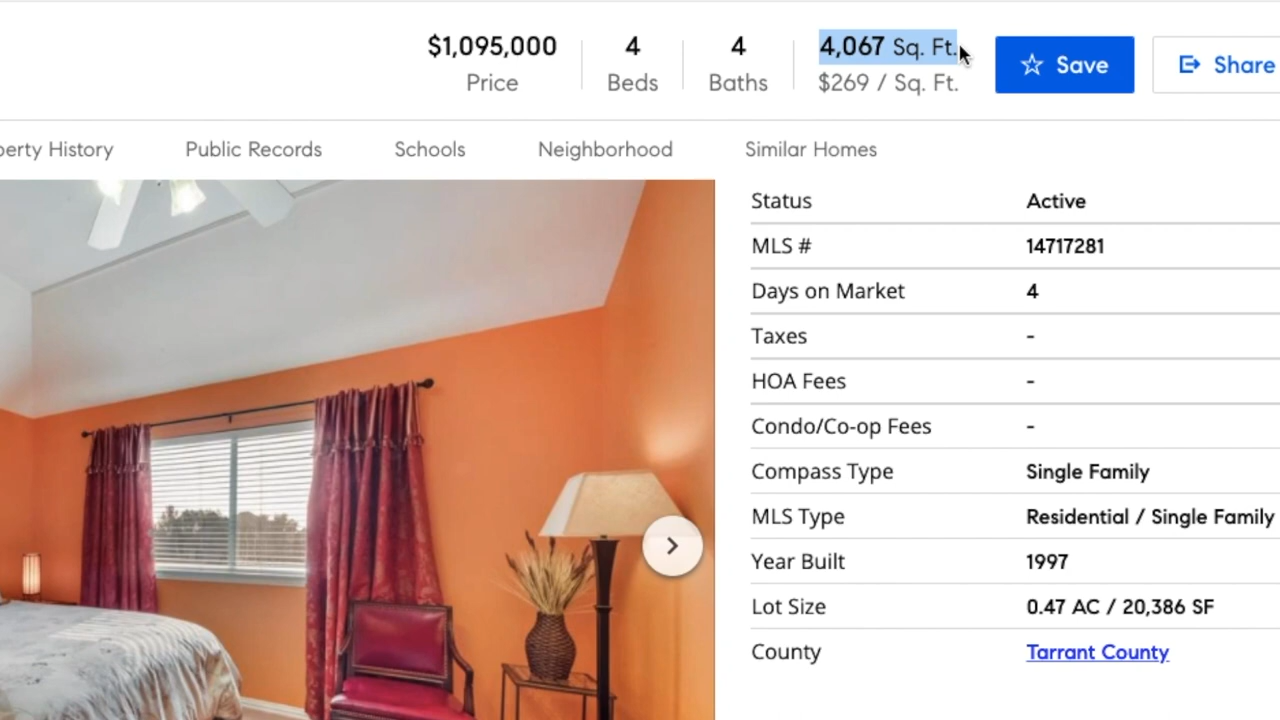 $1,095,000
Price
4
Beds
4
Baths
4,067 Sq. Ft.
$269 / Sq. Ft.
Save
Share
perty History
Public Records
Schools
Neighborhood
Similar Homes
Status Active
MLS # 14717281
Days on Market 4
Taxes -
HOA Fees -
Condo/Co-op Fees -
Compass Type Single Family
MLS Type Residential / Single Family
Year Built 1997
Lot Size 0.47 AC / 20,386 SF
County Tarrant County